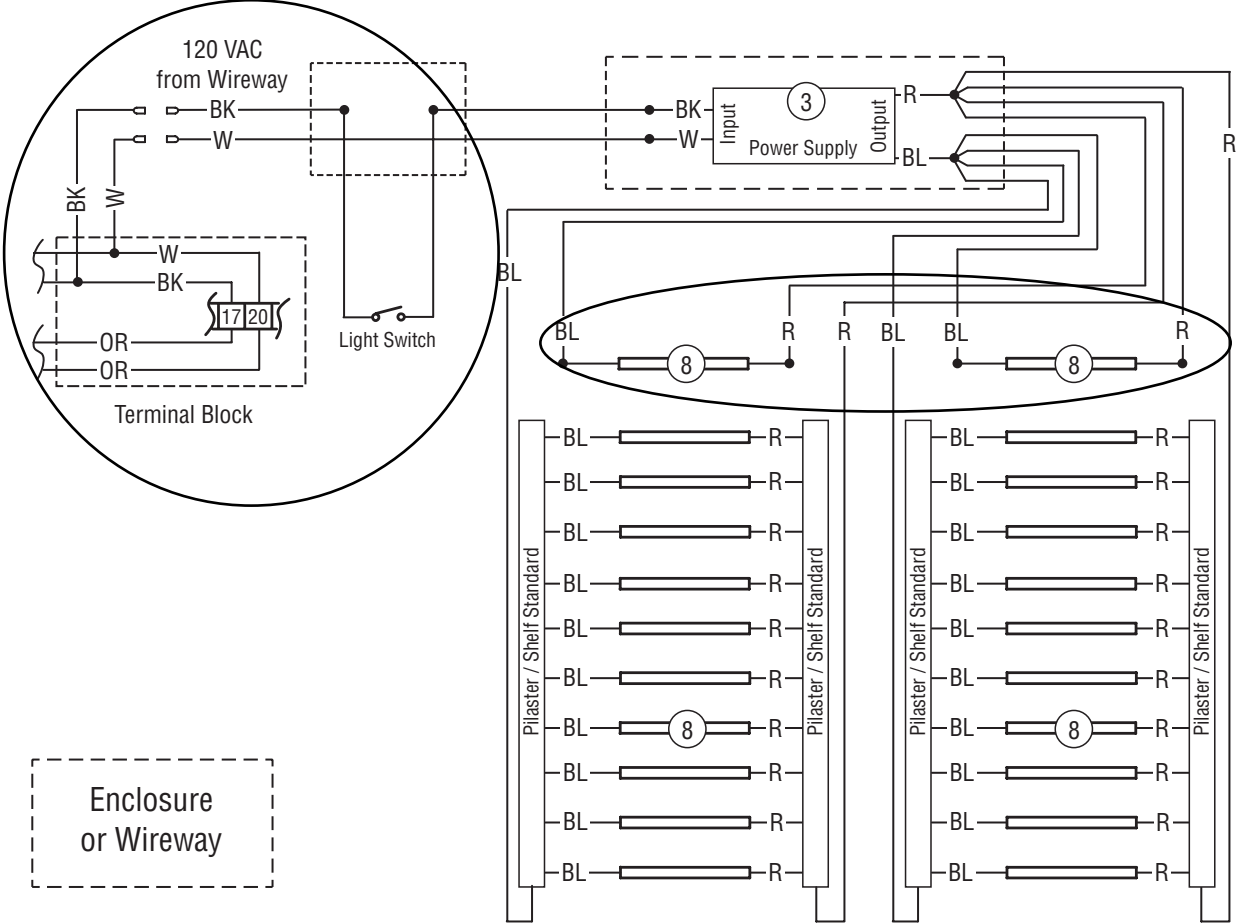 120 VAC
from Wireway
BK
W
BK
W
W
BK
17 20
OR
OR
Terminal Block
Light Switch
BK
W
Input
3
Power Supply
Output
R
BL
R
BL
BL
R
R
BL
BL
R
8
8
Pilaster / Shelf Standard
Pilaster / Shelf Standard
Pilaster / Shelf Standard
Pilaster / Shelf Standard
BL R BL R
BL R BL R
BL R BL R
BL R BL R
BL R BL R
BL R BL R
BL 8 R BL 8 R
BL R BL R
BL R BL R
BL R BL R
Enclosure
or Wireway